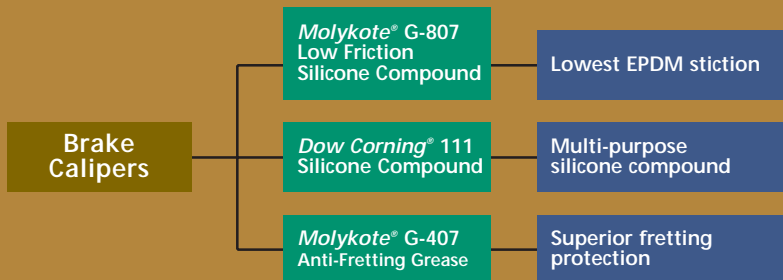 Brake
Calipers
Molykote® G-807
Low Friction
Silicone Compound
Lowest EPDM stiction
Dow Corning® 111
Silicone Compound
Multi-purpose
silicone compound
Molykote® G-407
Anti-Fretting Grease
Superior fretting
protection